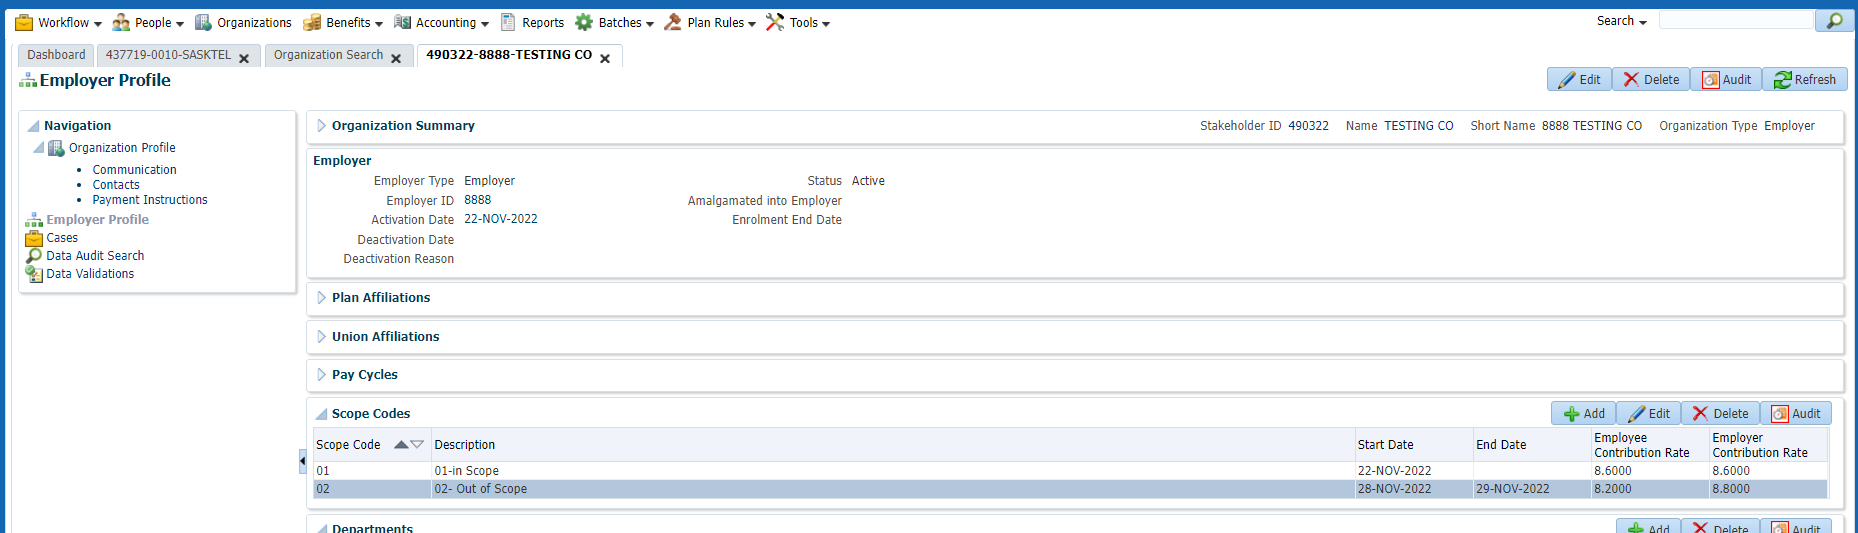 Workflow People Organizations Benefits Accounting Reports Batches Plan Rules Tools Search
Dashboard 437719-0010-SASKTEL Organization Search 490322-8888-TESTING CO
Employer Profile Edit Delete Audit Refresh
Navigation
Organization Profile
• Communication
• Contacts
• Payment Instructions
Employer Profile
Cases
Data Audit Search
Data Validations
Organization Summary Stakeholder ID 490322 Name TESTING CO Short Name 8888 TESTING CO Organization Type Employer
Employer
Employer Type Employer Status Active
Employer ID 8888 Amalgamated into Employer
Activation Date 22-NOV-2022 Enrolment End Date
Deactivation Date
Deactivation Reason
Plan Affiliations
Union Affiliations
Pay Cycles
Scope Codes Add Edit Delete Audit
Scope Code Description Start Date End Date Employee Contribution Rate Employer Contribution Rate
01 01-in Scope 22-NOV-2022 8.6000 8.6000
02 02- Out of Scope 28-NOV-2022 29-NOV-2022 8.2000 8.8000
Departments Add Delete Audit